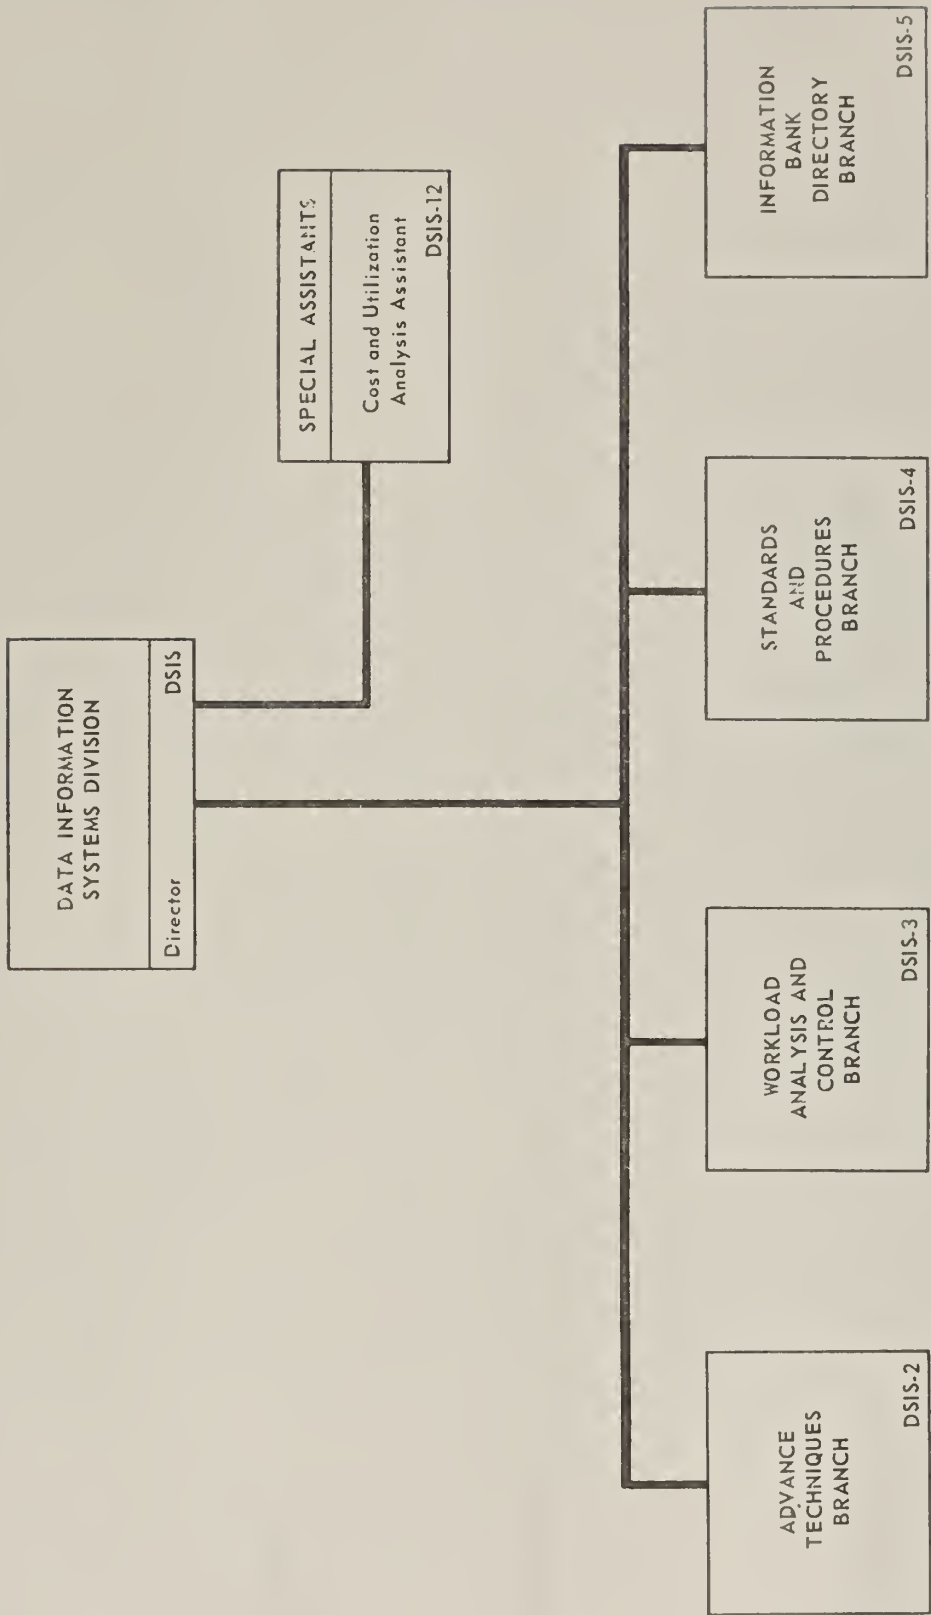 DATA INFORMATION
SYSTEMS DIVISION
Director DSIS
SPECIAL ASSISTANTS
Cost and Utilization
Analysis Assistant
DSIS-12
ADVANCE
TECHNIQUES
BRANCH
DSIS-2
WORKLOAD
ANALYSIS AND
CONTROL
BRANCH
DSIS-3
STANDARDS
AND
PROCEDURES
BRANCH
DSIS-4
INFORMATION
BANK
DIRECTORY
BRANCH
DSIS-5